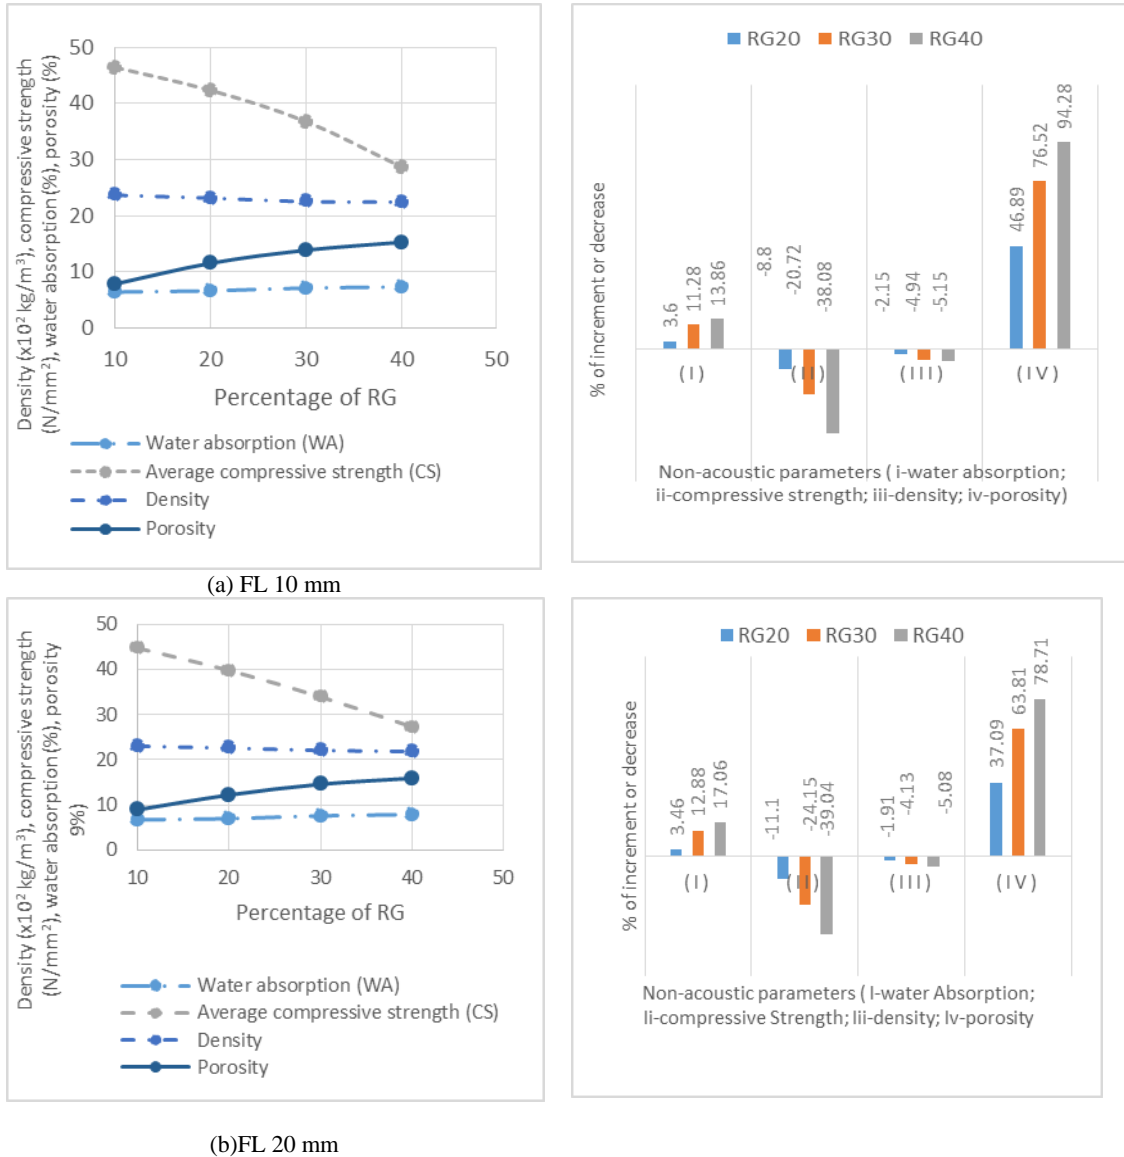 Density (x10² kg/m³), compressive strength
(N/mm²), water absorption (%), porosity (%)
50
40
30
20
10
0
10 20 30 40 50
Percentage of RG
Water absorption (WA)
Average compressive strength (CS)
Density
Porosity
RG20 RG30 RG40
% of increment or decrease
3.6 11.28 13.86
-8.8 -20.72 -38.08
-2.15 -4.94 -5.15
46.89 76.52 94.28
(I) (II) (III) (IV)
Non-acoustic parameters ( i-water absorption;
ii-compressive strength; iii-density; iv-porosity)
(a) FL 10 mm
Density (x10² kg/m³), compressive strength
(N/mm²), water absorption (%), porosity
9%)
50
40
30
20
10
0
10 20 30 40 50
Percentage of RG
Water absorption (WA)
Average compressive strength (CS)
Density
Porosity
RG20 RG30 RG40
% of increment or decrease
3.46 12.88 17.06
-11.1 -24.15 -39.04
-1.91 -4.13 -5.08
37.09 63.81 78.71
(I) (II) (III) (IV)
Non-acoustic parameters ( I-water Absorption;
Ii-compressive Strength; Iii-density; Iv-porosity
(b)FL 20 mm